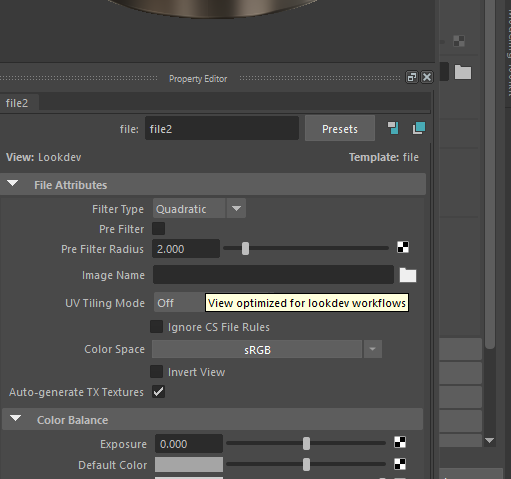 Property Editor
file2
file: file2 Presets
View: Lookdev Template: file
File Attributes
Filter Type Quadratic
Pre Filter
Pre Filter Radius 2.000
Image Name
UV Tiling Mode Off View optimized for lookdev workflows
Ignore CS File Rules
Color Space sRGB
Invert View
Auto-generate TX Textures
Color Balance
Exposure 0.000
Default Color